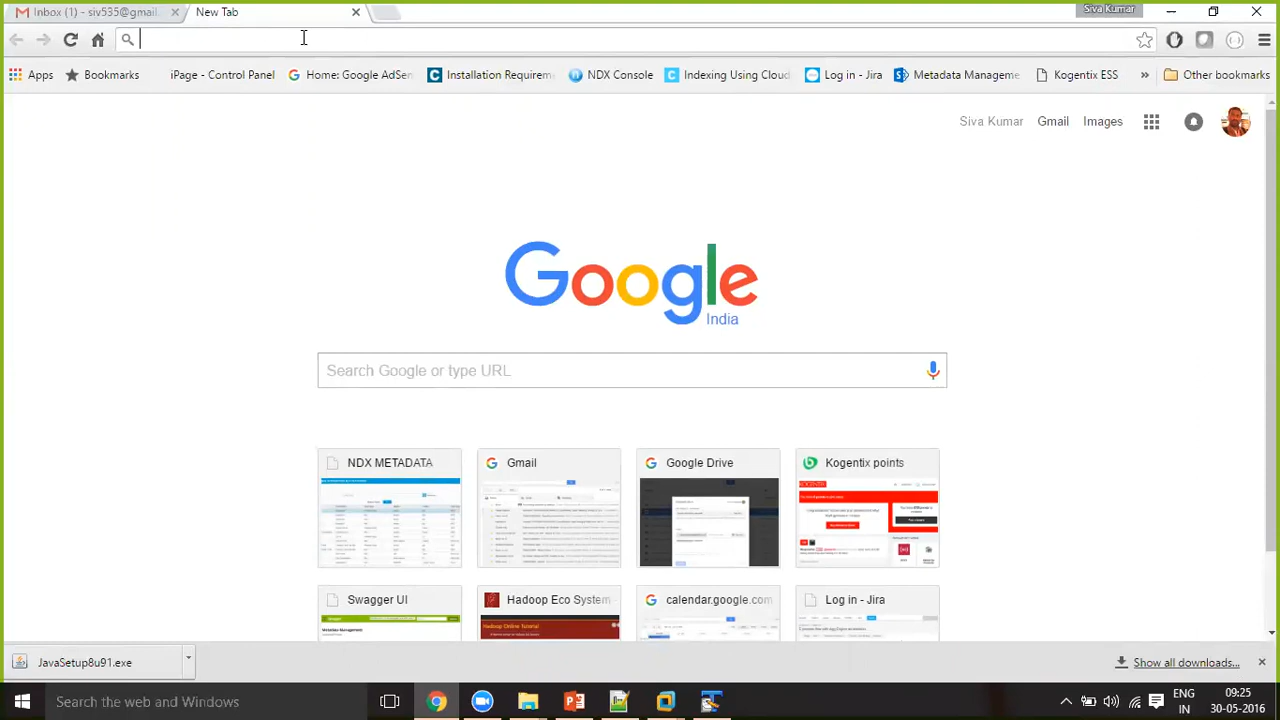 Inbox (1) - siv535@gmail.
New Tab
Siva Kumar
Apps
Bookmarks
iPage - Control Panel
Home: Google AdSen
Installation Requirem
NDX Console
Indexing Using Cloud
Log in - Jira
Metadata Manageme
Kogentix ESS
»
Other bookmarks
Siva Kumar
Gmail
Images
Google
India
Search Google or type URL
NDX METADATA
Gmail
Google Drive
Kogentix points
Swagger UI
Hadoop Eco System
calendar.google.com
Log in - Jira
Hadoop Online Tutorial
Show all downloads...
Search the web and Windows
ENG
IN
09:25
30-05-2016